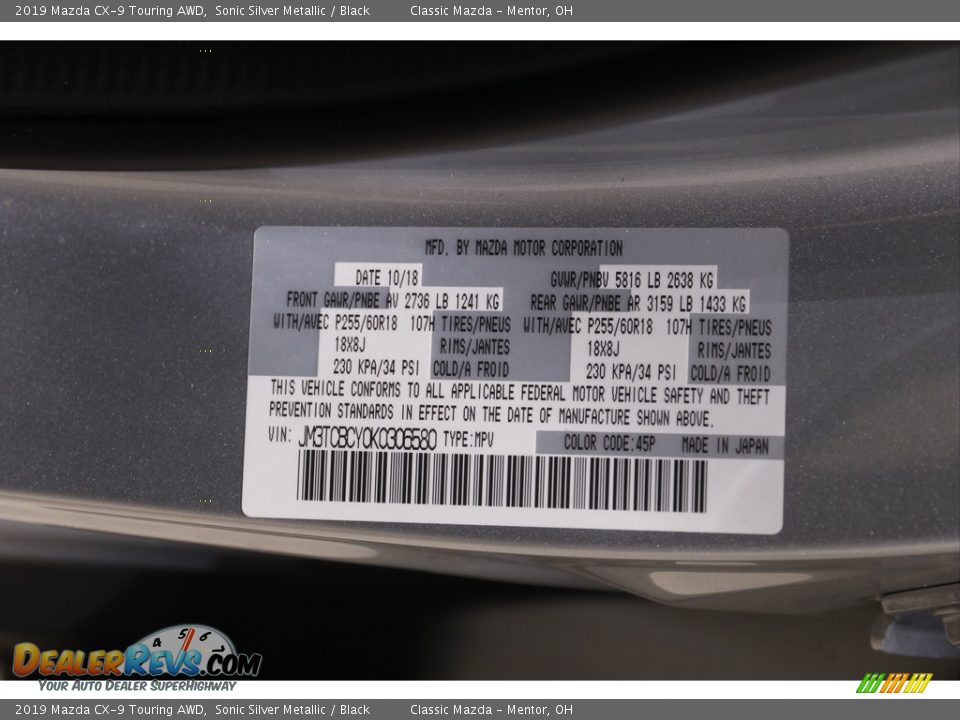 2019 Mazda CX-9 Touring AWD, Sonic Silver Metallic / Black Classic Mazda - Mentor, OH
MFD. BY MAZDA MOTOR CORPORATION
DATE 10/18 GVWR/PNBV 5816 LB 2638 KG
FRONT GAWR/PNBE AV 2736 LB 1241 KG REAR GAWR/PNBE AR 3159 LB 1433 KG
WITH/AVEC P255/60R18 107H TIRES/PNEUS WITH/AVEC P255/60R18 107H TIRES/PNEUS
18X8J RIMS/JANTES 18X8J RIMS/JANTES
230 KPA/34 PSI COLD/A FROID 230 KPA/34 PSI COLD/A FROID
THIS VEHICLE CONFORMS TO ALL APPLICABLE FEDERAL MOTOR VEHICLE SAFETY AND THEFT
PREVENTION STANDARDS IN EFFECT ON THE DATE OF MANUFACTURE SHOWN ABOVE.
VIN: JM3TCBCY0K0306580 TYPE:MPV COLOR CODE:45P MADE IN JAPAN
4 5 6
DEALERREVS.COM
YOUR AUTO DEALER SUPERHIGHWAY
2019 Mazda CX-9 Touring AWD, Sonic Silver Metallic / Black Classic Mazda - Mentor, OH